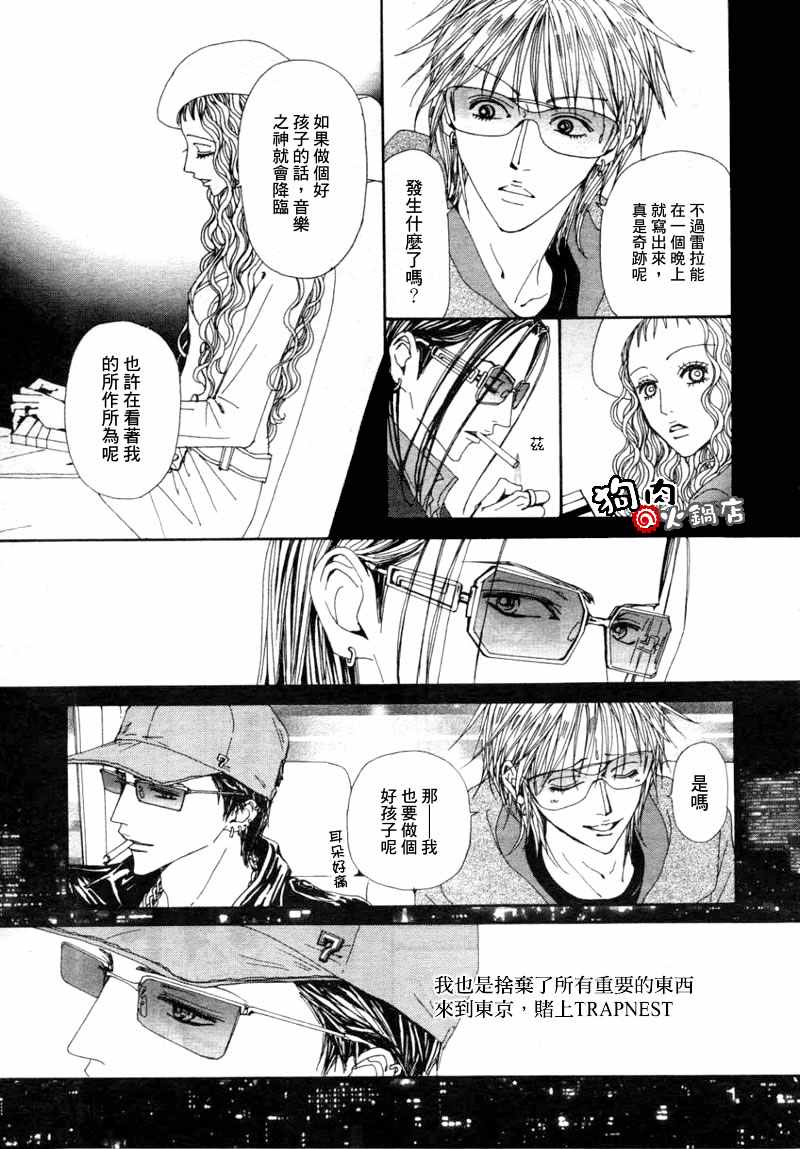 不過雷拉能
在一個晚上
就寫出來，
真是奇跡呢
發生什麼了嗎？
茲
如果做個好
孩子的話，音樂
之神就會降臨
也許在看著我
的所作所為呢
狗肉
@火鍋店
是嗎
那——我
也要做個
好孩子呢
耳朵好痛
7
7
我也是捨棄了所有重要的東西
來到東京，賭上TRAPNEST